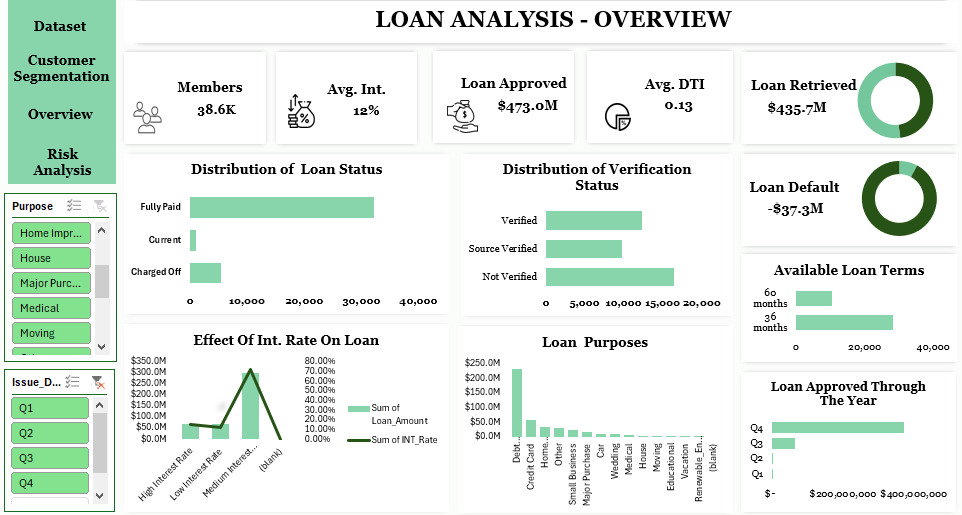 LOAN ANALYSIS - OVERVIEW
Dataset
Customer
Segmentation
Overview
Risk
Analysis
Members
38.6K
Avg. Int.
12%
Loan Approved
$473.0M
Avg. DTI
0.13
Loan Retrieved
$435.7M
Loan Default
-$37.3M
Purpose
Home Impr...
House
Major Purc...
Medical
Moving
Issue_D...
Q1
Q2
Q3
Q4
Distribution of Loan Status
Fully Paid
Current
Charged Off
0 10,000 20,000 30,000 40,000
Distribution of Verification
Status
Verified
Source Verified
Not Verified
0 5,000 10,000 15,000 20,000
Available Loan Terms
60
months
36
months
0 20,000 40,000
Effect Of Int. Rate On Loan
$350.0M
$300.0M
$250.0M
$200.0M
$150.0M
$100.0M
$50.0M
$0.0M
80.00%
70.00%
60.00%
50.00%
40.00%
30.00%
20.00%
10.00%
0.00%
High Interest Rate
Low Interest Rate
Medium Interest...
(blank)
Sum of
Loan_Amount
Sum of INT_Rate
Loan Purposes
$250.0M
$200.0M
$150.0M
$100.0M
$50.0M
$0.0M
Debt...
Credit Card
Home...
Other
Small Business
Major Purchase
Car
Wedding
Medical
House
Moving
Educational
Vacation
Renewable_En...
(blank)
Loan Approved Through
The Year
Q4
Q3
Q2
Q1
$- $200,000,000 $400,000,000